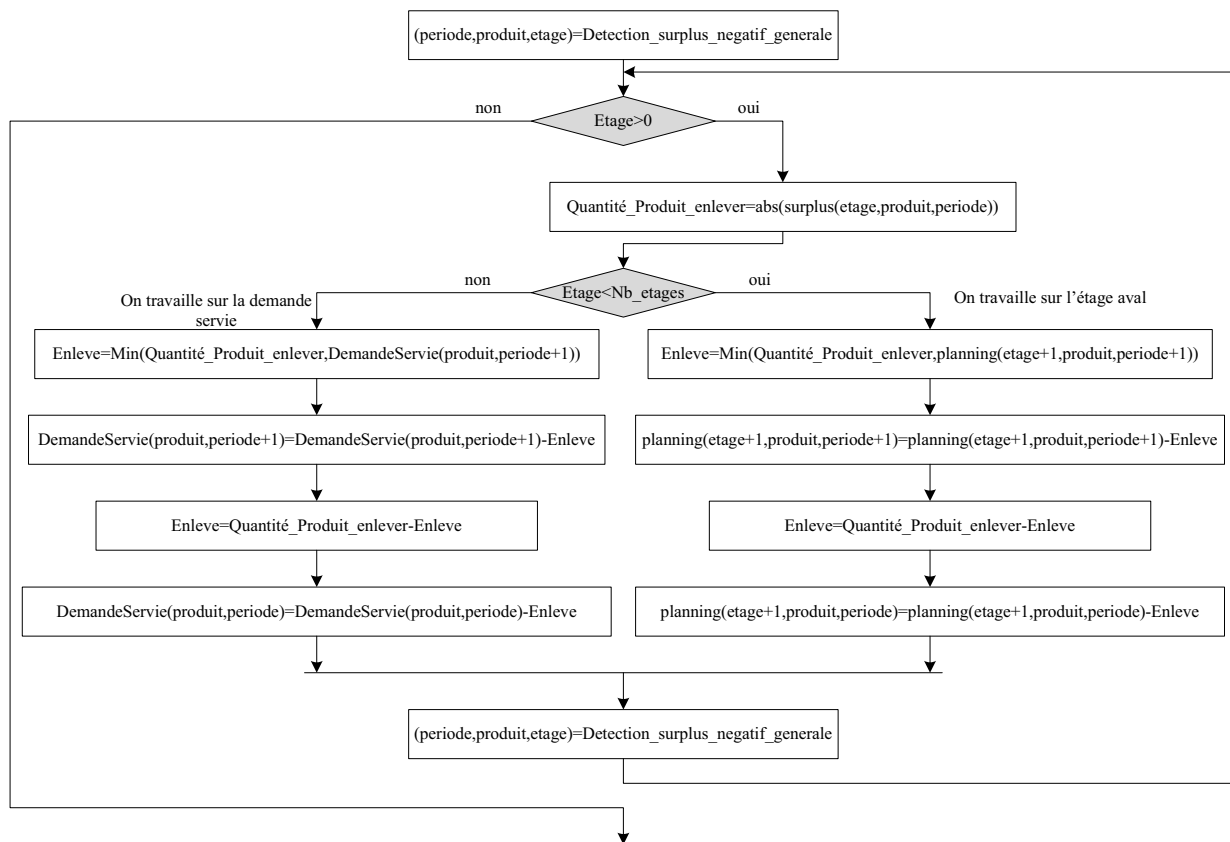 (periode,produit,etage)=Detection_surplus_negatif_generale
non
oui
Etage>0
Quantité_Produit_enlever=abs(surplus(etage,produit,periode))
non
oui
Etage<Nb_etages
On travaille sur la demande
servie
On travaille sur l’étage aval
Enleve=Min(Quantité_Produit_enlever,DemandeServie(produit,periode+1))
Enleve=Min(Quantité_Produit_enlever,planning(etage+1,produit,periode+1))
DemandeServie(produit,periode+1)=DemandeServie(produit,periode+1)-Enleve
planning(etage+1,produit,periode+1)=planning(etage+1,produit,periode+1)-Enleve
Enleve=Quantité_Produit_enlever-Enleve
Enleve=Quantité_Produit_enlever-Enleve
DemandeServie(produit,periode)=DemandeServie(produit,periode)-Enleve
planning(etage+1,produit,periode)=planning(etage+1,produit,periode)-Enleve
(periode,produit,etage)=Detection_surplus_negatif_generale